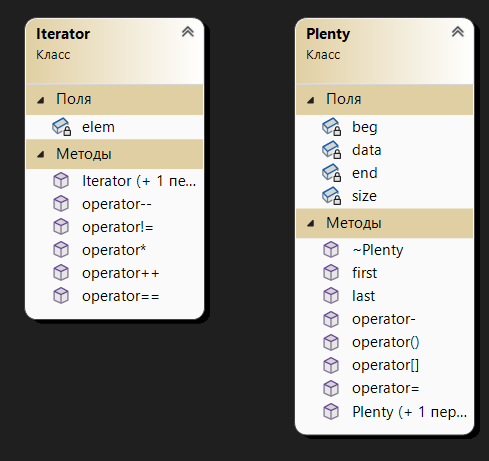 Iterator
Класс
Поля
elem
Методы
Iterator (+ 1 пе...
operator--
operator!=
operator*
operator++
operator==
Plenty
Класс
Поля
beg
data
end
size
Методы
~Plenty
first
last
operator-
operator()
operator[]
operator=
Plenty (+ 1 пер...